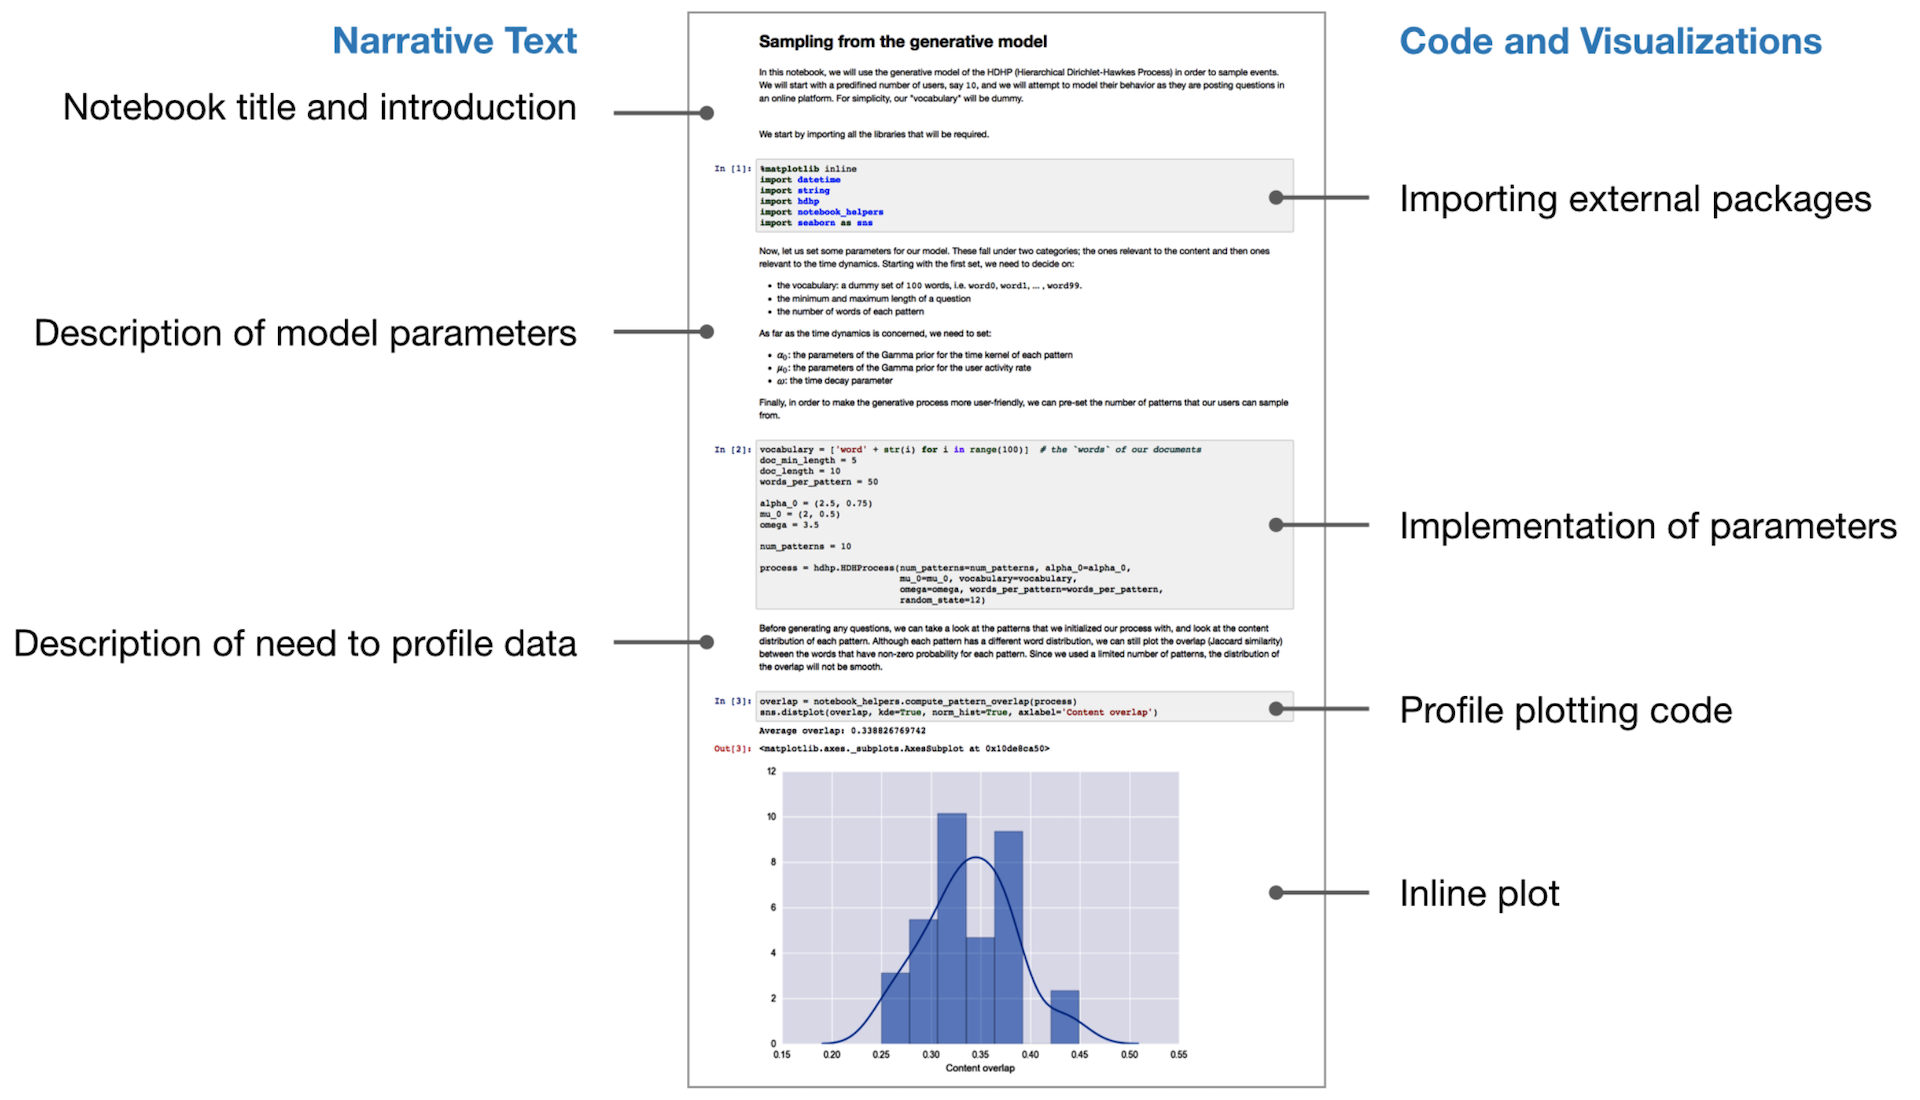 Narrative Text
Notebook title and introduction
Description of model parameters
Description of need to profile data
Sampling from the generative model
In this notebook, we will use the generative model of the HDHP (Hierarchical Dirichlet-Hawkes Process) in order to sample events.
We will start with a predifined number of users, say 10, and we will attempt to model their behavior as they are posting questions in
an online platform. For simplicity, our "vocabulary" will be dummy.
We start by importing all the libraries that will be required.
In [1]: %matplotlib inline
import datetime
import string
import hdhp
import notebook_helpers
import seaborn as sns
Now, let us set some parameters for our model. These fall under two categories; the ones relevant to the content and then ones
relevant to the time dynamics. Starting with the first set, we need to decide on:
• the vocabulary: a dummy set of 100 words, i.e. word0, word1, ... , word99.
• the minimum and maximum length of a question
• the number of words of each pattern
As far as the time dynamics is concerned, we need to set:
• α₀: the parameters of the Gamma prior for the time kernel of each pattern
• μ₀: the parameters of the Gamma prior for the user activity rate
• ω: the time decay parameter
Finally, in order to make the generative process more user-friendly, we can pre-set the number of patterns that our users can sample
from.
In [2]: vocabulary = ['word' + str(i) for i in range(100)]  # the `words` of our documents
doc_min_length = 5
doc_length = 10
words_per_pattern = 50
alpha_0 = (2.5, 0.75)
mu_0 = (2, 0.5)
omega = 3.5
num_patterns = 10
process = hdhp.HDHProcess(num_patterns=num_patterns, alpha_0=alpha_0,
mu_0=mu_0, vocabulary=vocabulary,
omega=omega, words_per_pattern=words_per_pattern,
random_state=12)
Before generating any questions, we can take a look at the patterns that we initialized our process with, and look at the content
distribution of each pattern. Although each pattern has a different word distribution, we can still plot the overlap (Jaccard similarity)
between the words that have non-zero probability for each pattern. Since we used a limited number of patterns, the distribution of
the overlap will not be smooth.
In [3]: overlap = notebook_helpers.compute_pattern_overlap(process)
sns.distplot(overlap, kde=True, norm_hist=True, axlabel='Content overlap')
Average overlap: 0.338826769742
Out[3]: <matplotlib.axes._subplots.AxesSubplot at 0x10de8ca50>
12
10
8
6
4
2
0
0.15 0.20 0.25 0.30 0.35 0.40 0.45 0.50 0.55
Content overlap
Code and Visualizations
Importing external packages
Implementation of parameters
Profile plotting code
Inline plot